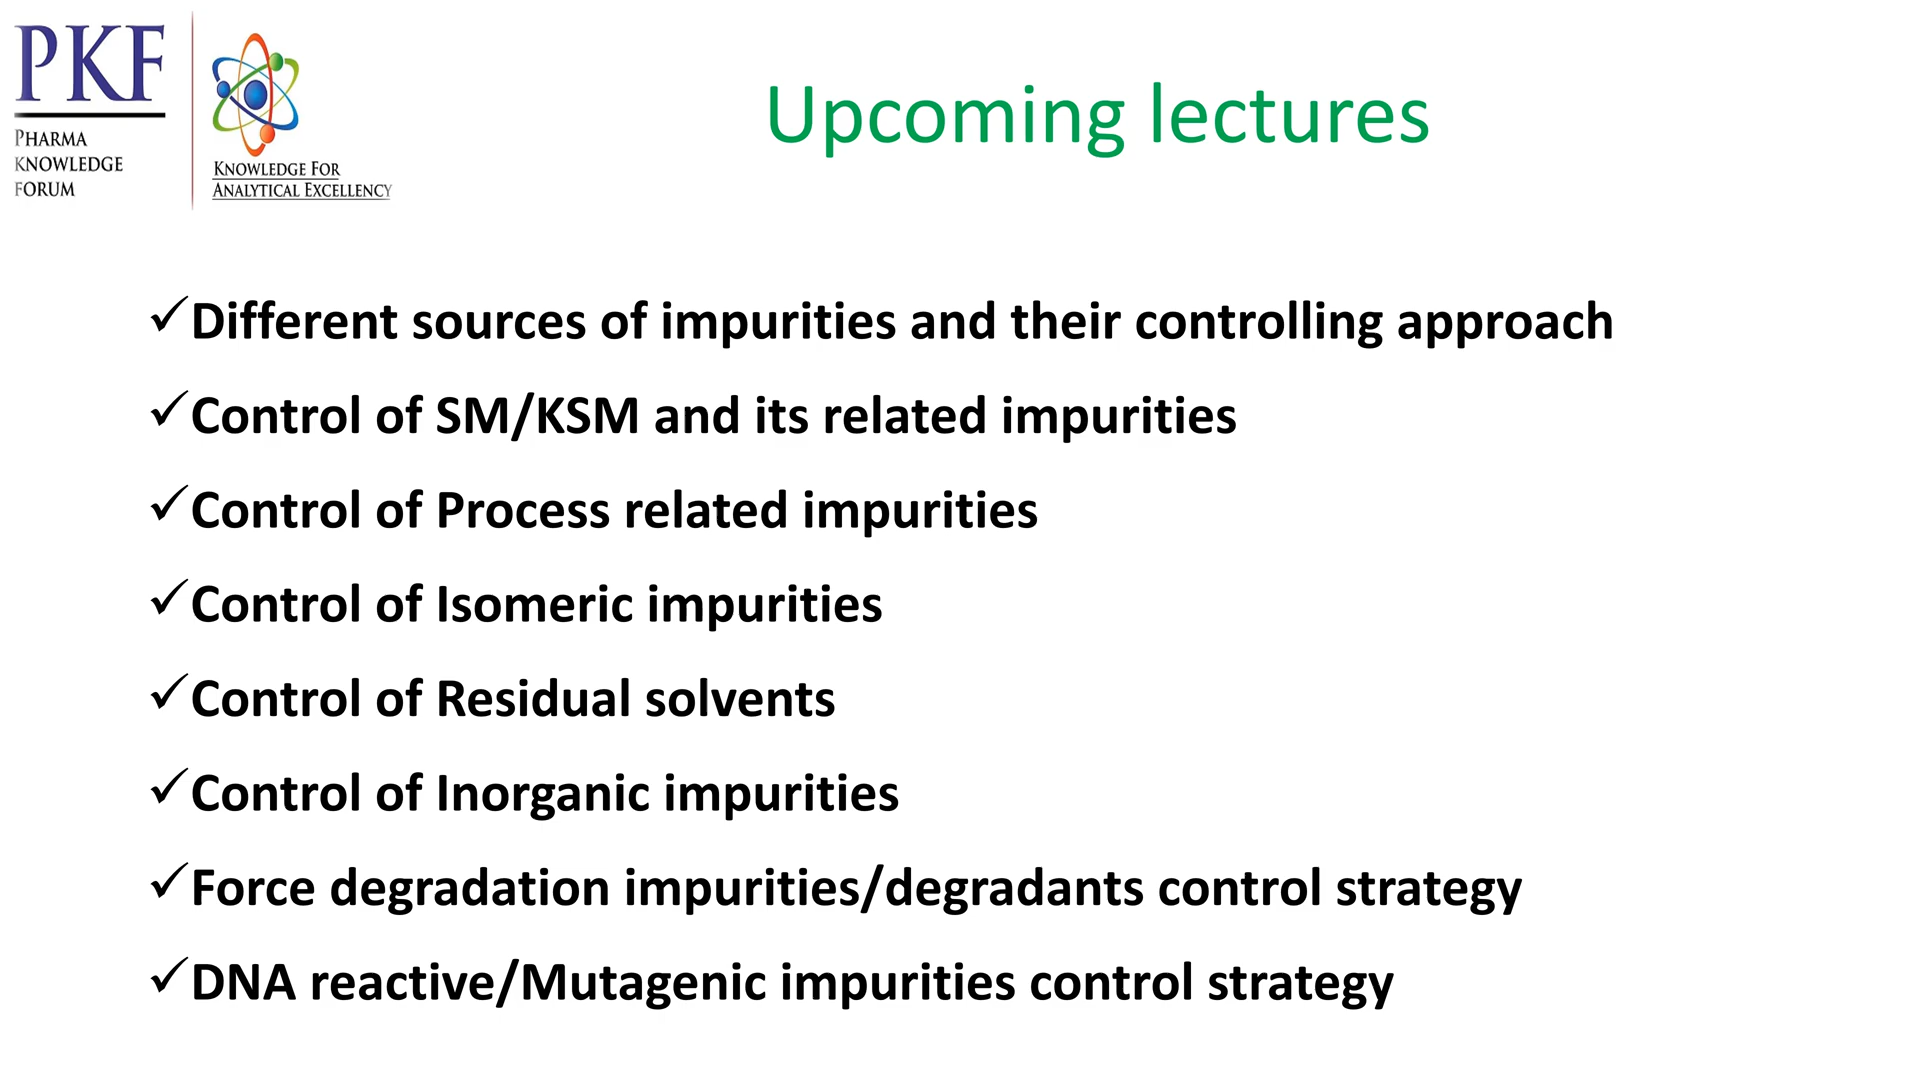 PKF
PHARMA
KNOWLEDGE
FORUM
KNOWLEDGE FOR
ANALYTICAL EXCELLENCY
Upcoming lectures
✓Different sources of impurities and their controlling approach
✓Control of SM/KSM and its related impurities
✓Control of Process related impurities
✓Control of Isomeric impurities
✓Control of Residual solvents
✓Control of Inorganic impurities
✓Force degradation impurities/degradants control strategy
✓DNA reactive/Mutagenic impurities control strategy